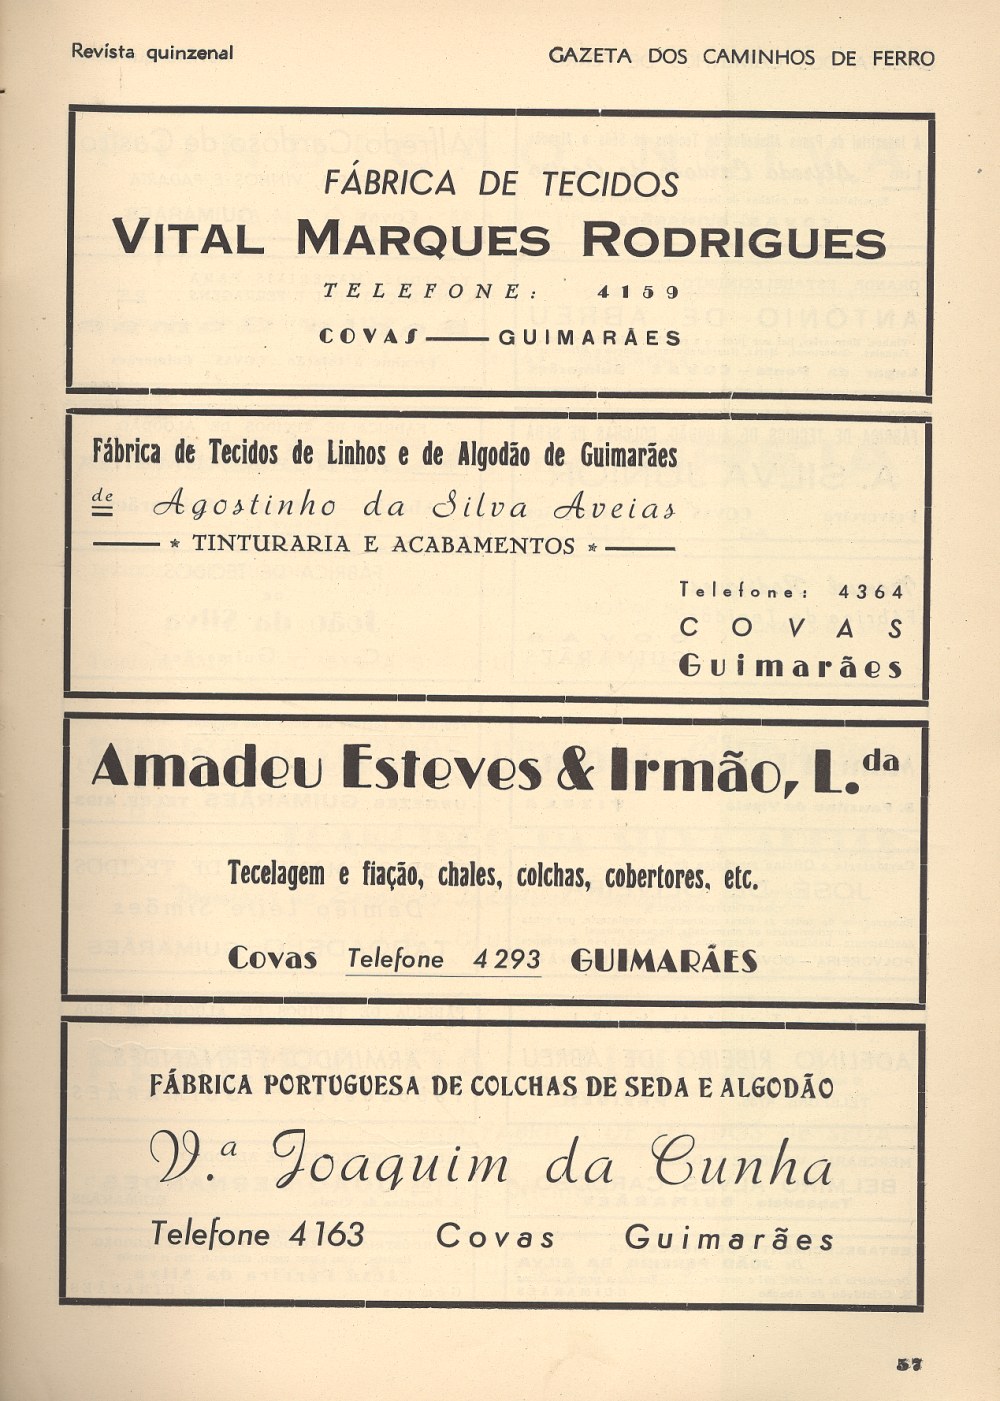 Revista quinzenal
GAZETA DOS CAMINHOS DE FERRO
FÁBRICA DE TECIDOS
VITAL MARQUES RODRIGUES
TELEFONE: 4159
COVAS — GUIMARÃES
Fábrica de Tecidos de Linhos e de Algodão de Guimarães
de Agostinho da Silva Aveias
* TINTURARIA E ACABAMENTOS *
Telefone: 4364
COVAS
Guimarães
Amadeu Esteves & Irmão, L.da
Tecelagem e fiação, chales, colchas, cobertores, etc.
Covas Telefone 4293 GUIMARÃES
FÁBRICA PORTUGUESA DE COLCHAS DE SEDA E ALGODÃO
V.ª Joaquim da Cunha
Telefone 4163 Covas Guimarães
57